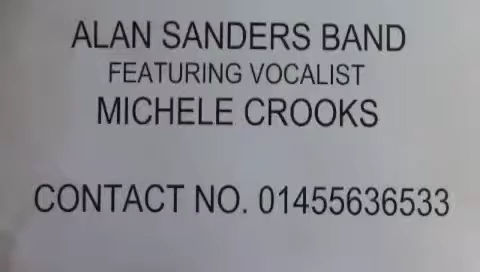 ALAN SANDERS BAND
FEATURING VOCALIST
MICHELE CROOKS
CONTACT NO. 01455636533